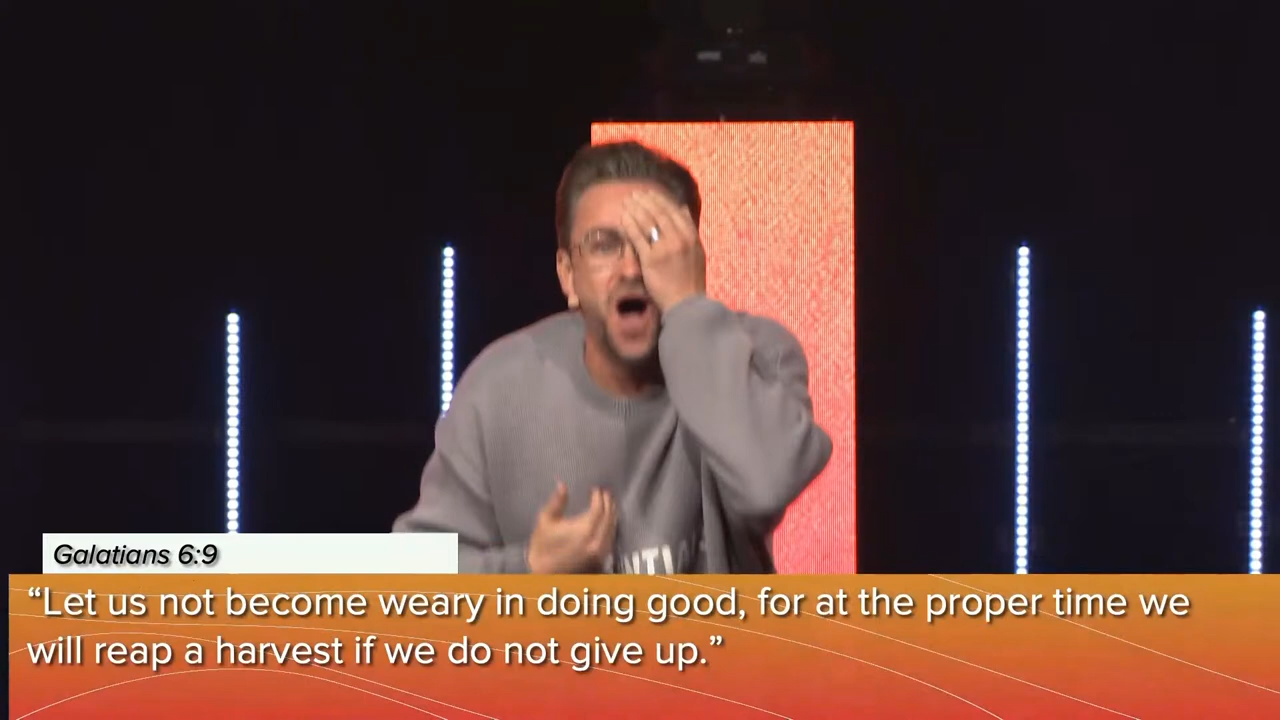 Galatians 6:9
“Let us not become weary in doing good, for at the proper time we
will reap a harvest if we do not give up.”